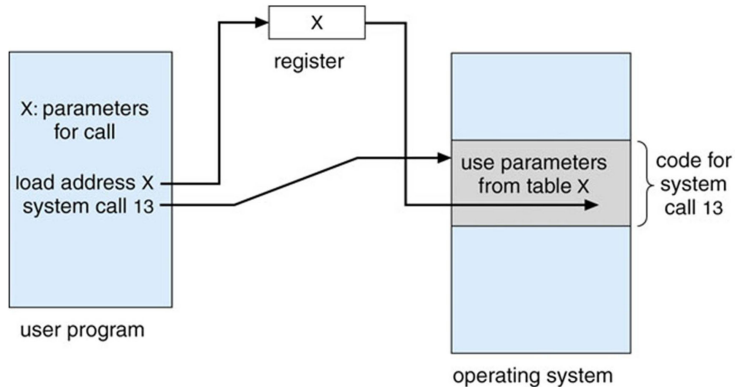 X
register
X: parameters
for call
load address X
system call 13
user program
use parameters
from table X
code for
system
call 13
operating system